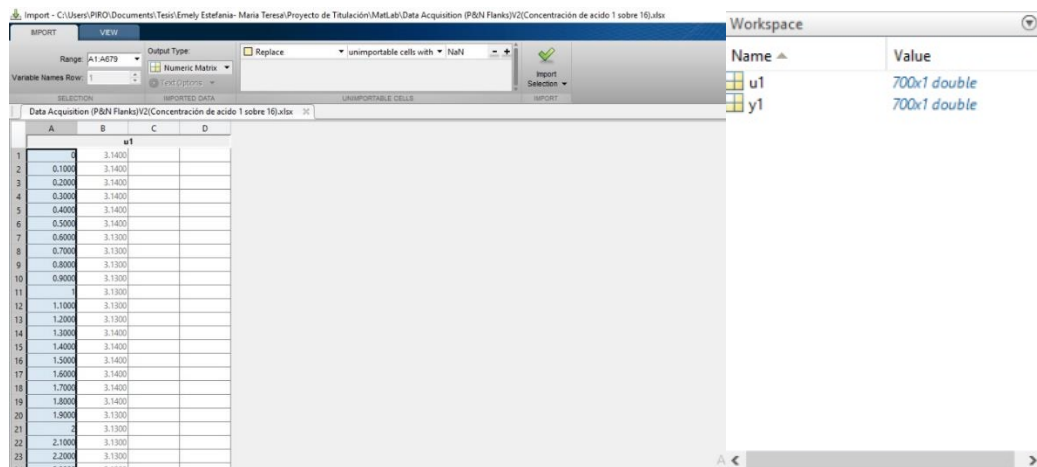 Import - C:\Users\PIRO\Documents\Tesis\Emely Estefania- Maria Teresa\Proyecto de Titulación\MatLab\Data Acquisition (P&N Flanks)V2(Concentración de acido 1 sobre 16).xlsx
IMPORT VIEW
Range: A1:A679
Variable Names Row: 1
SELECTION
Output Type:
Numeric Matrix
Text Options
IMPORTED DATA
Replace unimportable cells with NaN
UNIMPORTABLE CELLS
Import
Selection
IMPORT
Data Acquisition (P&N Flanks)V2(Concentración de acido 1 sobre 16).xlsx
A B C D
u1
1 0 3.1400
2 0.1000 3.1400
3 0.2000 3.1400
4 0.3000 3.1400
5 0.4000 3.1400
6 0.5000 3.1400
7 0.6000 3.1300
8 0.7000 3.1300
9 0.8000 3.1300
10 0.9000 3.1300
11 1 3.1300
12 1.1000 3.1300
13 1.2000 3.1300
14 1.3000 3.1400
15 1.4000 3.1400
16 1.5000 3.1400
17 1.6000 3.1400
18 1.7000 3.1400
19 1.8000 3.1400
20 1.9000 3.1300
21 2 3.1300
22 2.1000 3.1300
23 2.2000 3.1300
Workspace
Name Value
u1 700x1 double
y1 700x1 double